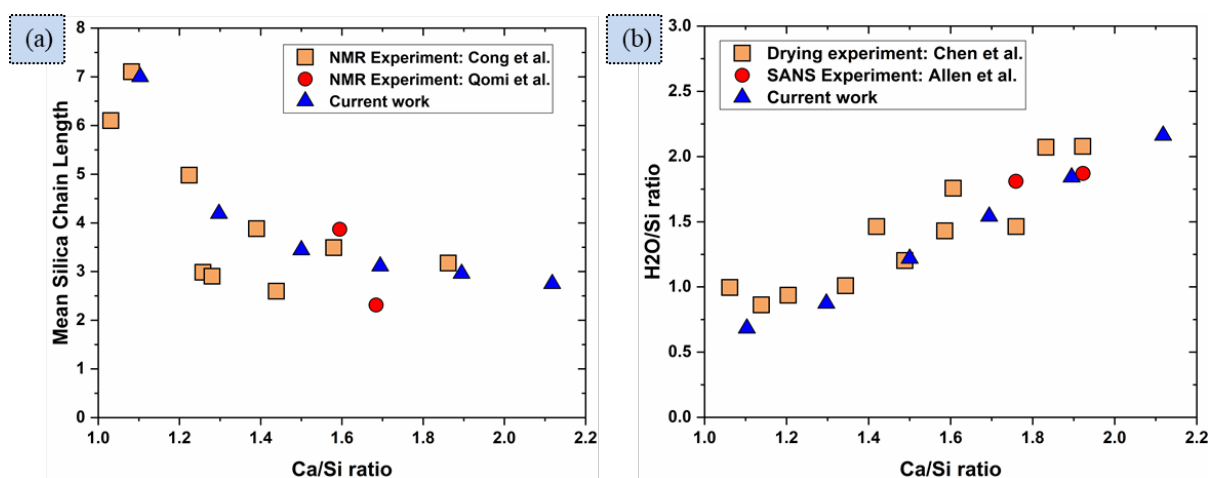 (a)
8
7
6
5
4
3
2
1
0
Mean Silica Chain Length
NMR Experiment: Cong et al.
NMR Experiment: Qomi et al.
Current work
1.0 1.2 1.4 1.6 1.8 2.0 2.2
Ca/Si ratio
(b)
3.0
2.5
2.0
1.5
1.0
0.5
0.0
H2O/Si ratio
Drying experiment: Chen et al.
SANS Experiment: Allen et al.
Current work
1.0 1.2 1.4 1.6 1.8 2.0 2.2
Ca/Si ratio